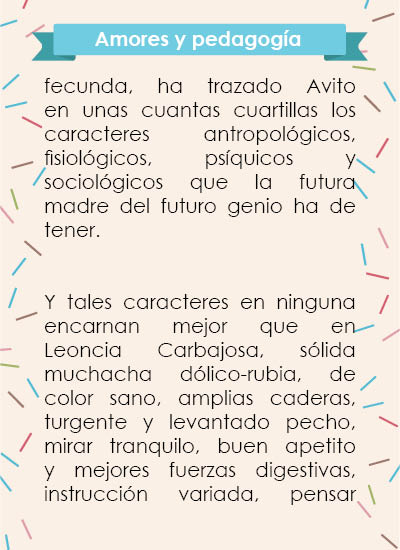 Amores y pedagogía
fecunda, ha trazado Avito
en unas cuantas cuartillas los
caracteres antropológicos,
fisiológicos, psíquicos y
sociológicos que la futura
madre del futuro genio ha de
tener.
Y tales caracteres en ninguna
encarnan mejor que en
Leoncia Carbajosa, sólida
muchacha dólico-rubia, de
color sano, amplias caderas,
turgente y levantado pecho,
mirar tranquilo, buen apetito
y mejores fuerzas digestivas,
instrucción variada, pensar